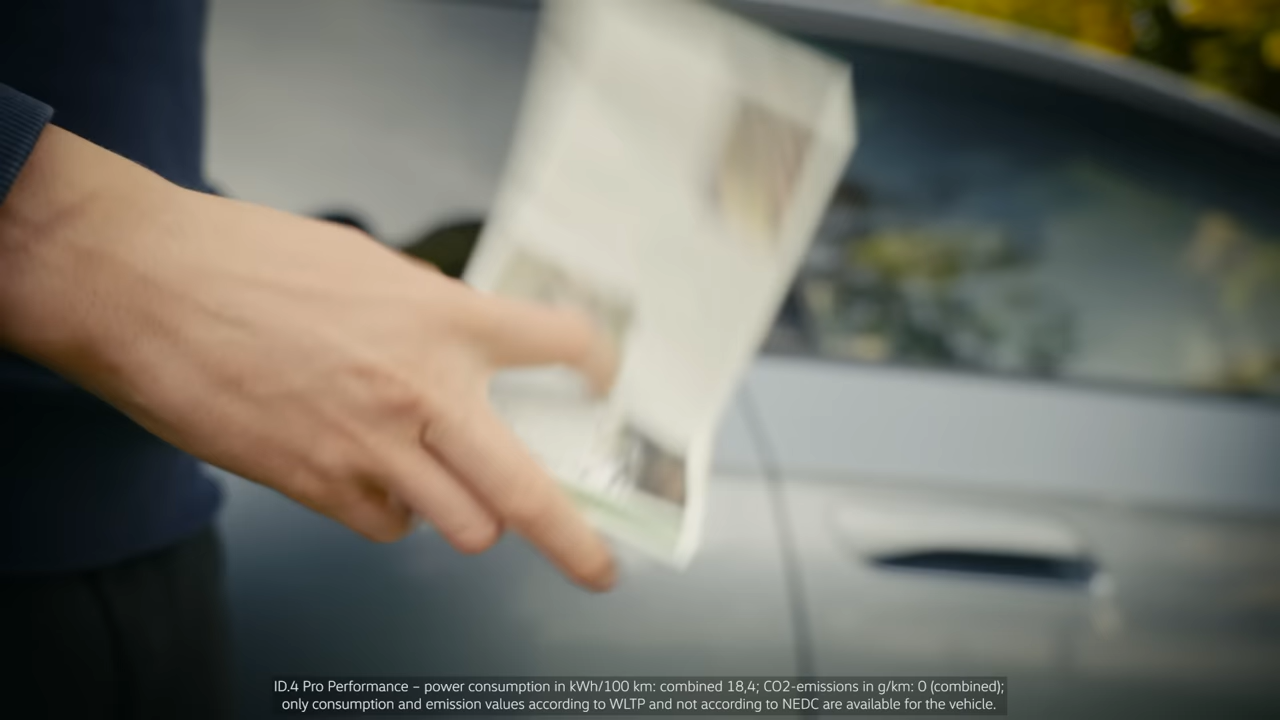 ID.4 Pro Performance – power consumption in kWh/100 km: combined 18,4; CO2-emissions in g/km: 0 (combined);
only consumption and emission values according to WLTP and not according to NEDC are available for the vehicle.